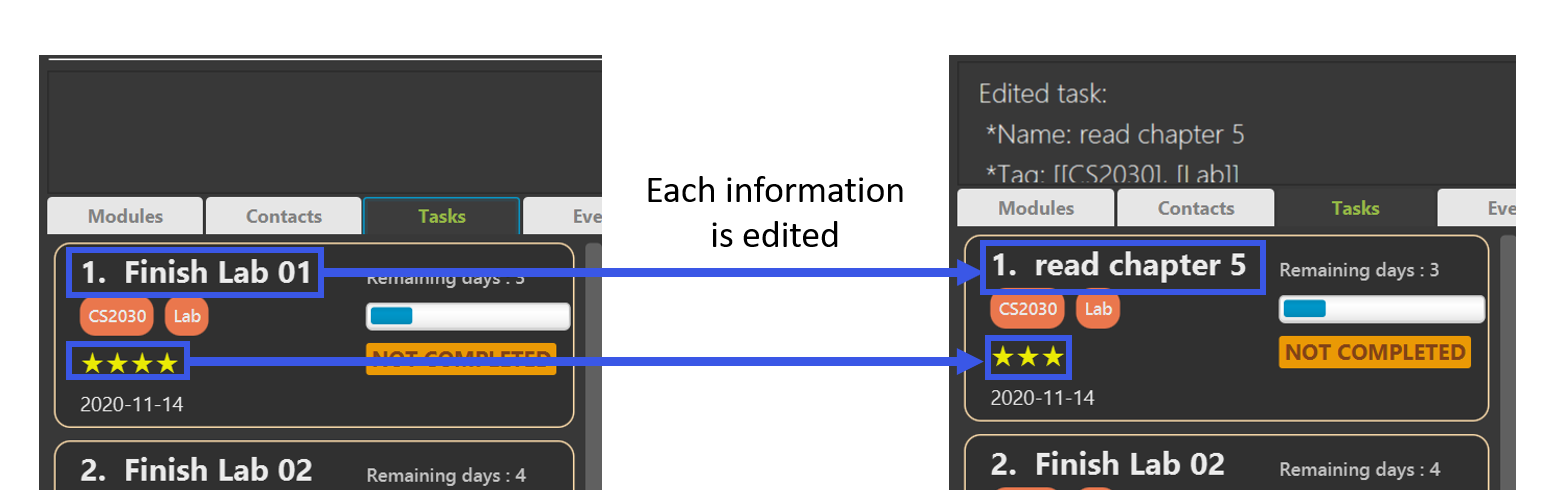 Modules Contacts Tasks Eve
1. Finish Lab 01
Remaining days : 3
CS2030 Lab
★★★★
NOT COMPLETED
2020-11-14
2. Finish Lab 02
Remaining days : 4
Each information
is edited
Edited task:
*Name: read chapter 5
*Tag: [[CS2030], [Lab]]
Modules Contacts Tasks Eve
1. read chapter 5
Remaining days : 3
CS2030 Lab
★★★
NOT COMPLETED
2020-11-14
2. Finish Lab 02
Remaining days : 4